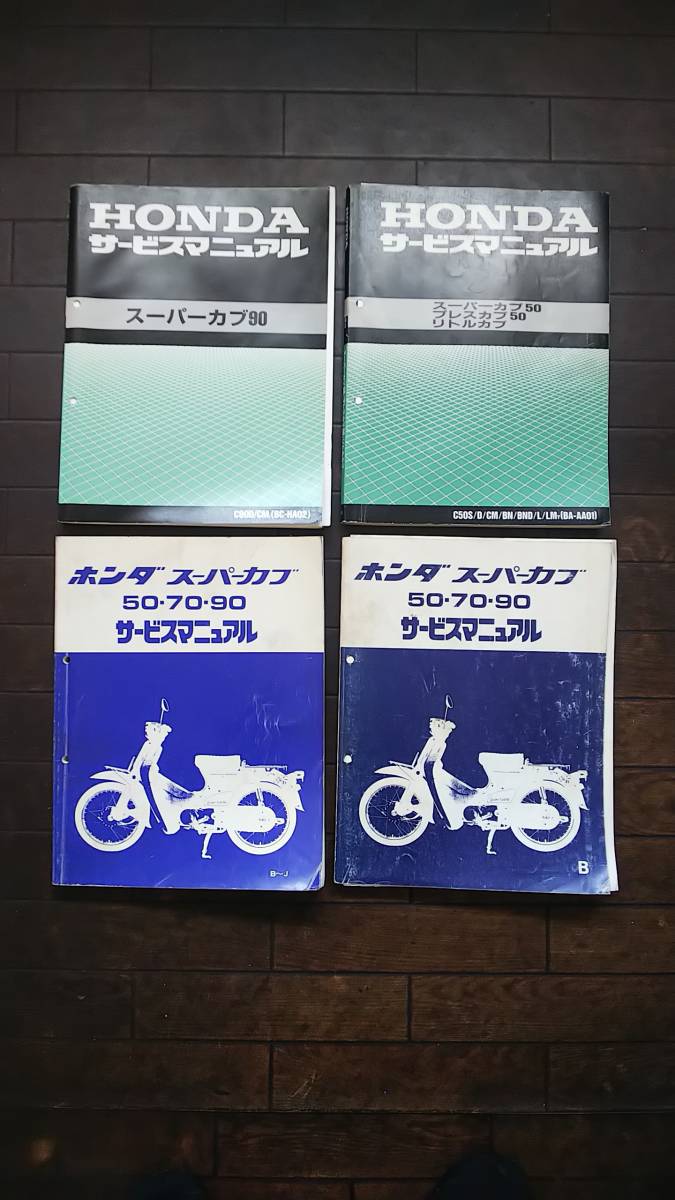 HONDA
サービスマニュアル
スーパーカブ90
C90D/CM₁(BC-HA02)
HONDA
サービスマニュアル
スーパーカブ50
プレスカブ50
リトルカブ
C50S/D/CM/BN/BND/L/LM₁(BA-AA01)
ホンダ スーパーカブ
50・70・90
サービスマニュアル
B〜J
ホンダ スーパーカブ
50・70・90
サービスマニュアル
B